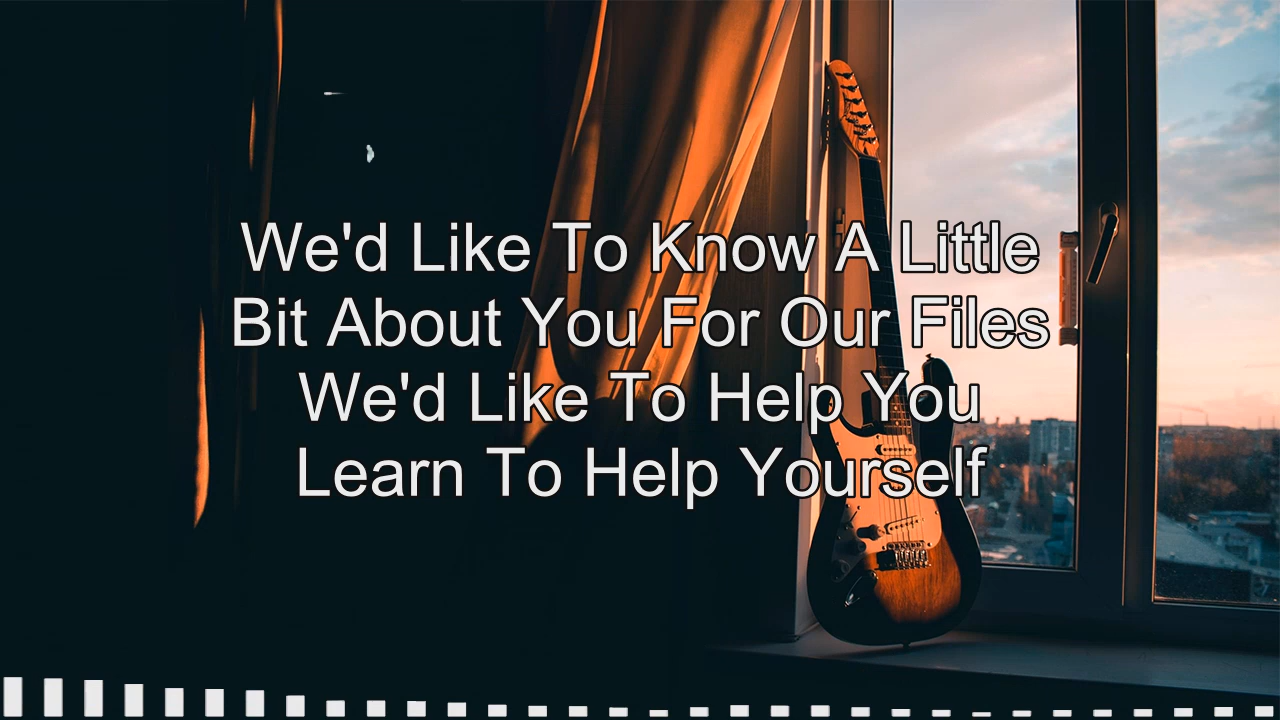 We'd Like To Know A Little
Bit About You For Our Files
We'd Like To Help You
Learn To Help Yourself